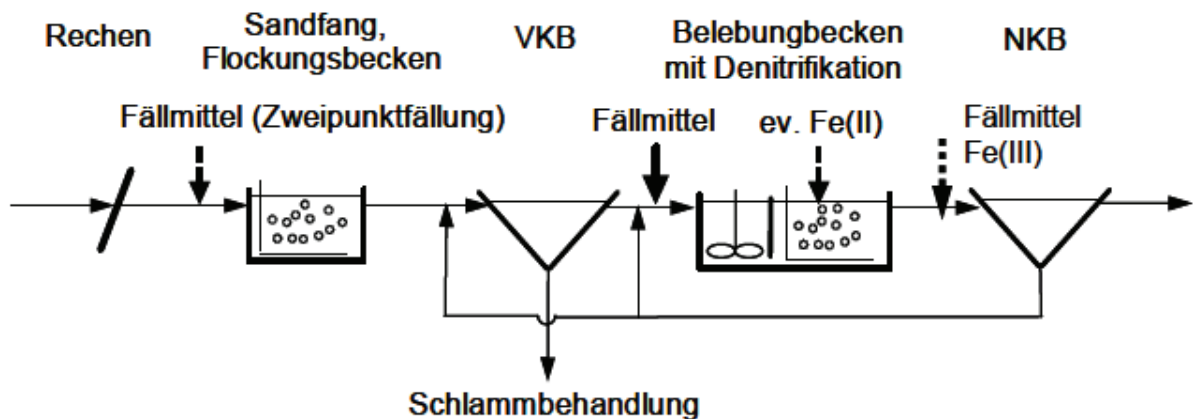 Rechen
Sandfang,
Flockungsbecken
VKB
Belebungbecken
mit Denitrifikation
NKB
Fällmittel (Zweipunktfällung)
Fällmittel
ev. Fe(II)
Fällmittel
Fe(III)
Schlammbehandlung